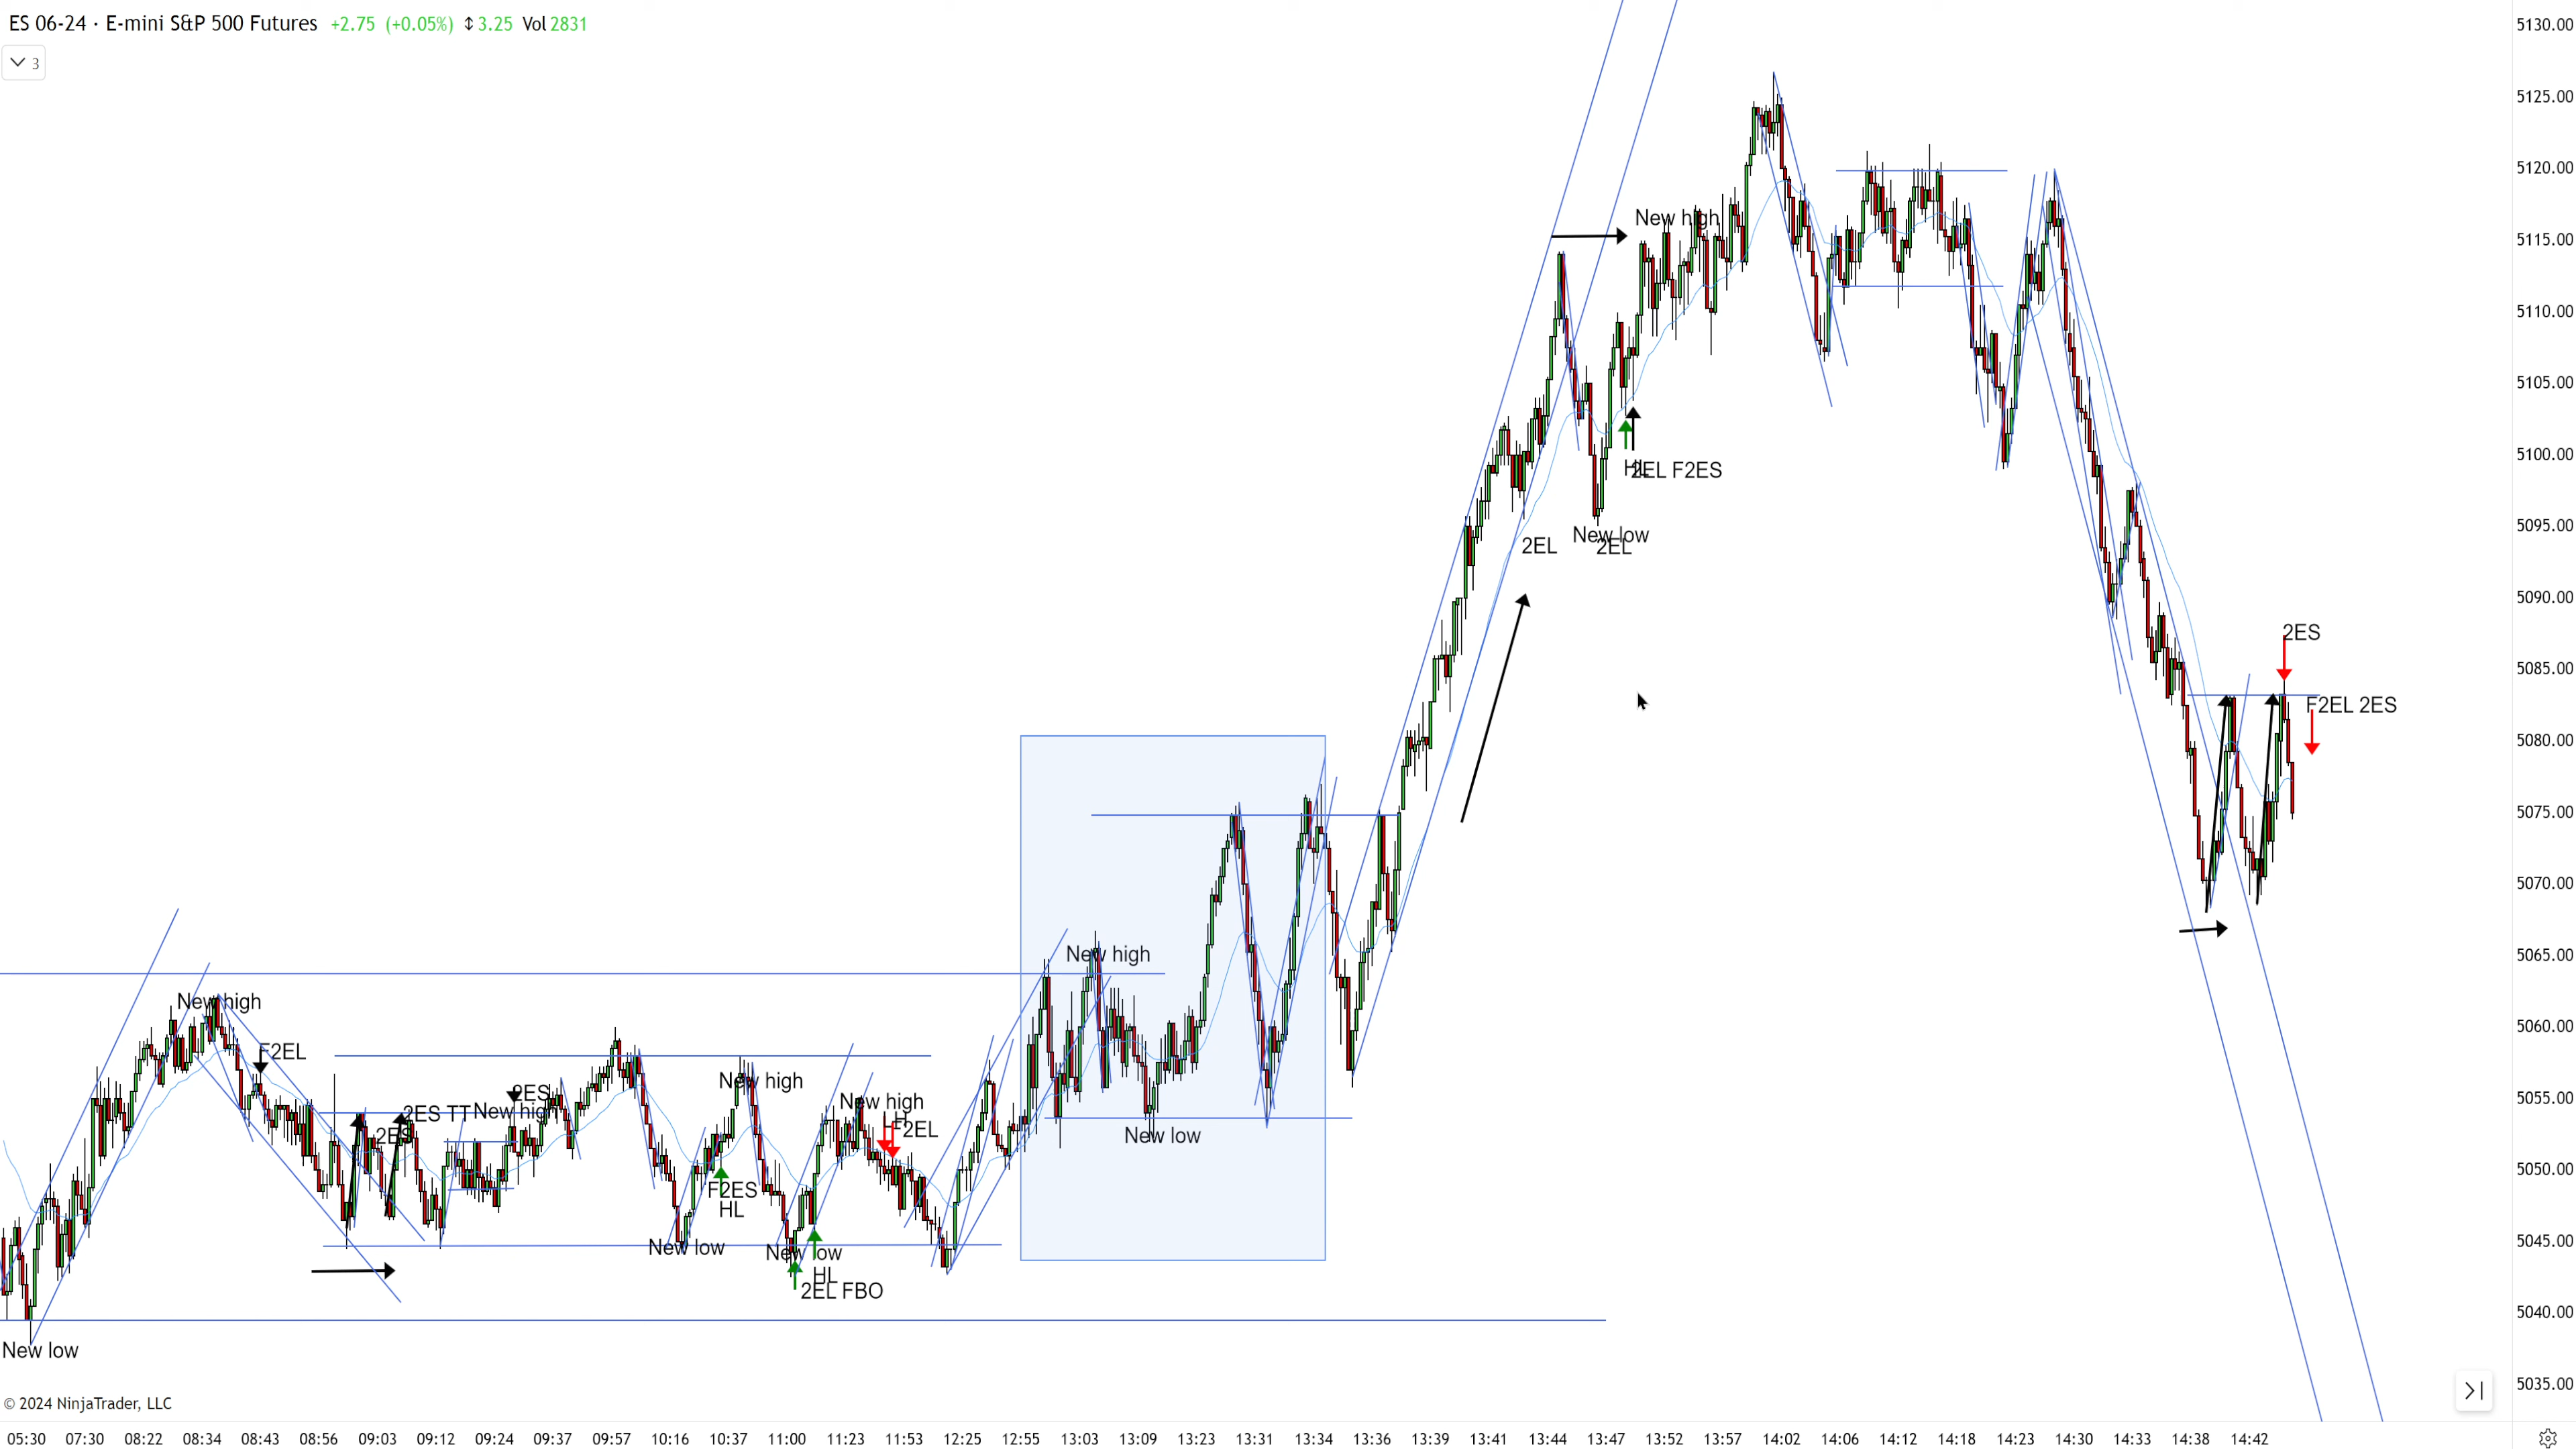 ES 06-24 · E-mini S&P 500 Futures +2.75 (+0.05%) ↕3.25 Vol 2831
3
5130.00
5125.00
5120.00
5115.00
5110.00
5105.00
5100.00
5095.00
5090.00
5085.00
5080.00
5075.00
5070.00
5065.00
5060.00
5055.00
5050.00
5045.00
5040.00
5035.00
New high
HL
2EL F2ES
New low
2EL
2EL
2ES
F2EL 2ES
New high
New low
New high
F2EL
2ES
2ES TT
New high
2ES
New high
New high
F2EL
F2ES
HL
New low
New low
HL
2EL FBO
New low
© 2024 NinjaTrader, LLC
05:30 07:30 08:22 08:34 08:43 08:56 09:03 09:12 09:24 09:37 09:57 10:16 10:37 11:00 11:23 11:53 12:25 12:55 13:03 13:09 13:23 13:31 13:34 13:36 13:39 13:41 13:44 13:47 13:52 13:57 14:02 14:06 14:12 14:18 14:23 14:30 14:33 14:38 14:42